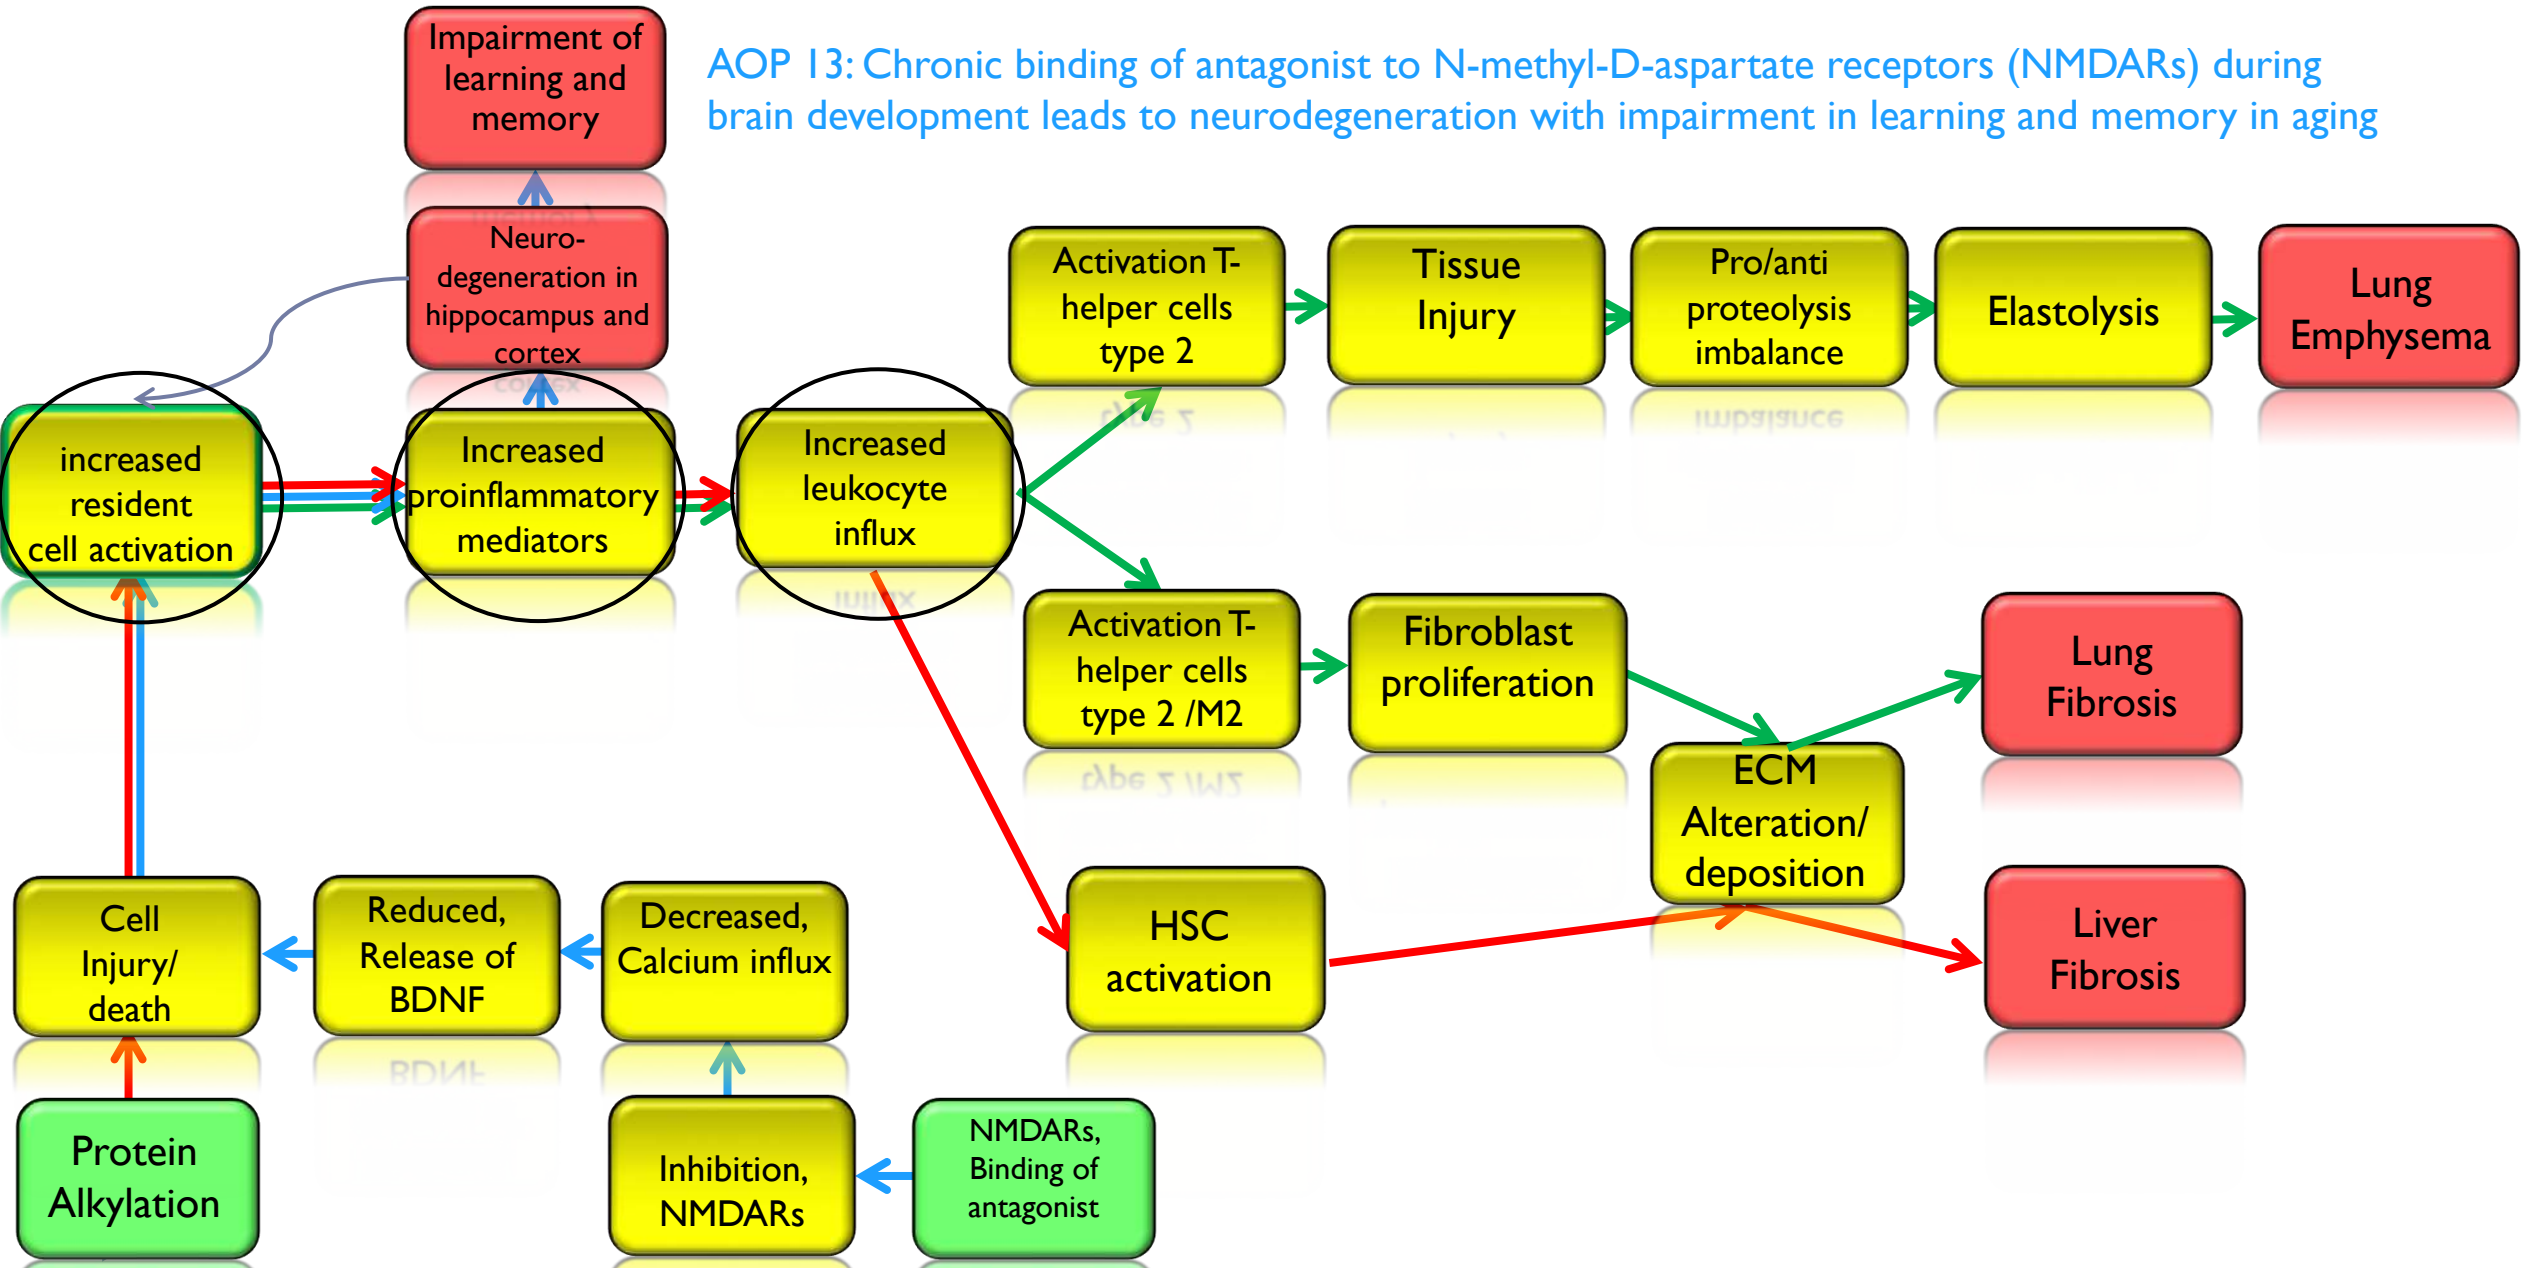 Impairment of
learning and
memory
AOP 13: Chronic binding of antagonist to N-methyl-D-aspartate receptors (NMDARs) during
brain development leads to neurodegeneration with impairment in learning and memory in aging
Neuro-
degeneration in
hippocampus and
cortex
Activation T-
helper cells
type 2
Tissue
Injury
Pro/anti
proteolysis
imbalance
Elastolysis
Lung
Emphysema
increased
resident
cell activation
Increased
proinflammatory
mediators
Increased
leukocyte
influx
Activation T-
helper cells
type 2 /M2
Fibroblast
proliferation
Lung
Fibrosis
ECM
Alteration/
deposition
Cell
Injury/
death
Reduced,
Release of
BDNF
Decreased,
Calcium influx
HSC
activation
Liver
Fibrosis
Protein
Alkylation
Inhibition,
NMDARs
NMDARs,
Binding of
antagonist